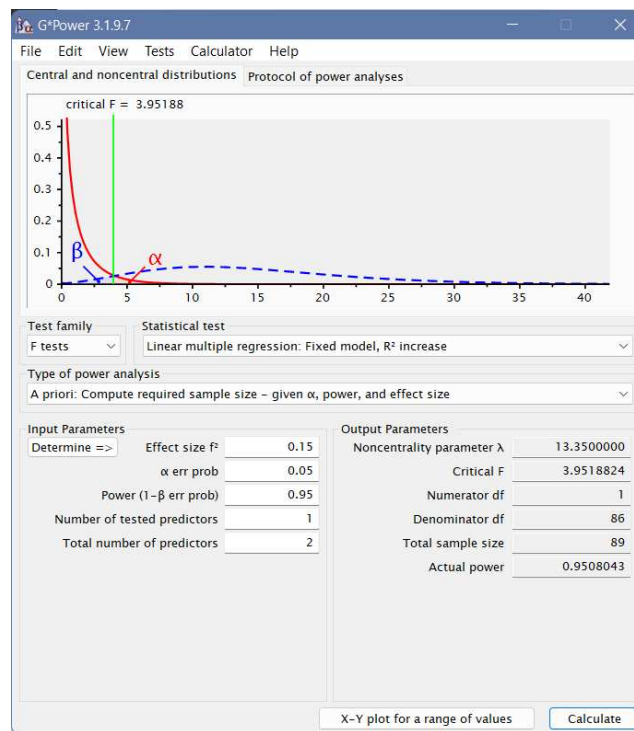 G*Power 3.1.9.7
File Edit View Tests Calculator Help
Central and noncentral distributions Protocol of power analyses
critical F = 3.95188
0.5
0.4
0.3
0.2
0.1
0
β α
0 5 10 15 20 25 30 35 40
Test family Statistical test
F tests Linear multiple regression: Fixed model, R² increase
Type of power analysis
A priori: Compute required sample size – given α, power, and effect size
Input Parameters Output Parameters
Determine => Effect size f² 0.15 Noncentrality parameter λ 13.3500000
α err prob 0.05 Critical F 3.9518824
Power (1-β err prob) 0.95 Numerator df 1
Number of tested predictors 1 Denominator df 86
Total number of predictors 2 Total sample size 89
Actual power 0.9508043
X-Y plot for a range of values Calculate